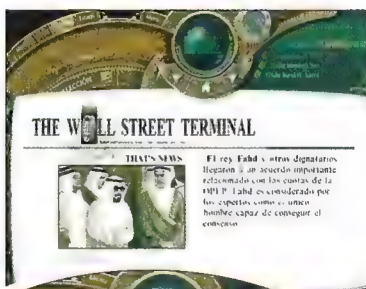 THE WALL STREET TERMINAL
THAT'S NEWS
El rey Fahd y otros dignatarios
llegaron a un acuerdo importante
relacionado con las cuotas de la
OPEP. Fahd es considerado por
los expertos como el único
hombre capaz de conseguir el
consenso